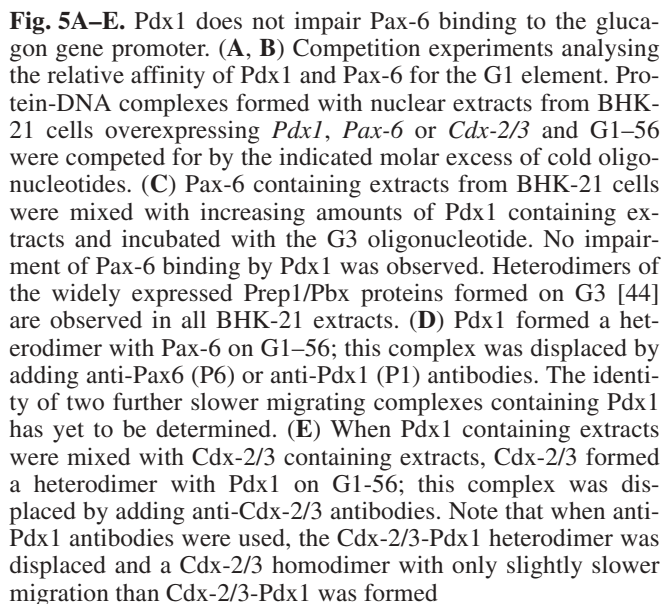 Fig. 5A–E. Pdx1 does not impair Pax-6 binding to the gluca-
gon gene promoter. (A, B) Competition experiments analysing
the relative affinity of Pdx1 and Pax-6 for the G1 element. Pro-
tein-DNA complexes formed with nuclear extracts from BHK-
21 cells overexpressing Pdx1, Pax-6 or Cdx-2/3 and G1–56
were competed for by the indicated molar excess of cold oligo-
nucleotides. (C) Pax-6 containing extracts from BHK-21 cells
were mixed with increasing amounts of Pdx1 containing ex-
tracts and incubated with the G3 oligonucleotide. No impair-
ment of Pax-6 binding by Pdx1 was observed. Heterodimers of
the widely expressed Prep1/Pbx proteins formed on G3 [44]
are observed in all BHK-21 extracts. (D) Pdx1 formed a het-
erodimer with Pax-6 on G1–56; this complex was displaced by
adding anti-Pax6 (P6) or anti-Pdx1 (P1) antibodies. The identi-
ty of two further slower migrating complexes containing Pdx1
has yet to be determined. (E) When Pdx1 containing extracts
were mixed with Cdx-2/3 containing extracts, Cdx-2/3 formed
a heterodimer with Pdx1 on G1-56; this complex was dis-
placed by adding anti-Cdx-2/3 antibodies. Note that when anti-
Pdx1 antibodies were used, the Cdx-2/3-Pdx1 heterodimer was
displaced and a Cdx-2/3 homodimer with only slightly slower
migration than Cdx-2/3-Pdx1 was formed